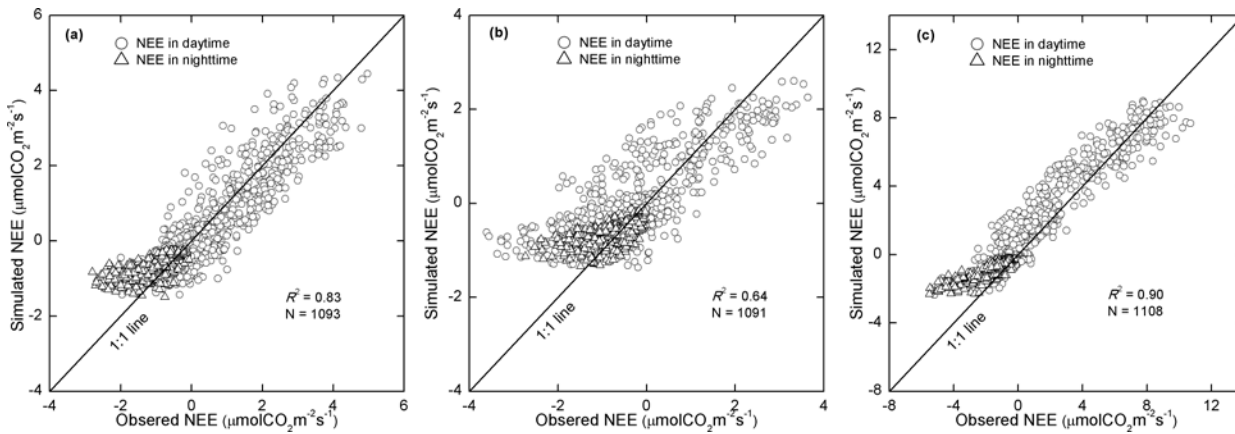 (a)
NEE in daytime
NEE in nighttime
6
4
2
0
-2
-4
Simulated NEE (μmolCO₂m⁻²s⁻¹)
R² = 0.83
N = 1093
1:1 line
-4 -2 0 2 4 6
Obsered NEE (μmolCO₂m⁻²s⁻¹)
(b)
NEE in daytime
NEE in nighttime
4
2
0
-2
-4
Simulated NEE (μmolCO₂m⁻²s⁻¹)
R² = 0.64
N = 1091
1:1 line
-4 -3 -2 -1 0 1 2 3 4
Obsered NEE (μmolCO₂m⁻²s⁻¹)
(c)
NEE in daytime
NEE in nighttime
12
8
4
0
-4
-8
Simulated NEE (μmolCO₂m⁻²s⁻¹)
R² = 0.90
N = 1108
1:1 line
-8 -4 0 4 8 12
Obsered NEE (μmolCO₂m⁻²s⁻¹)